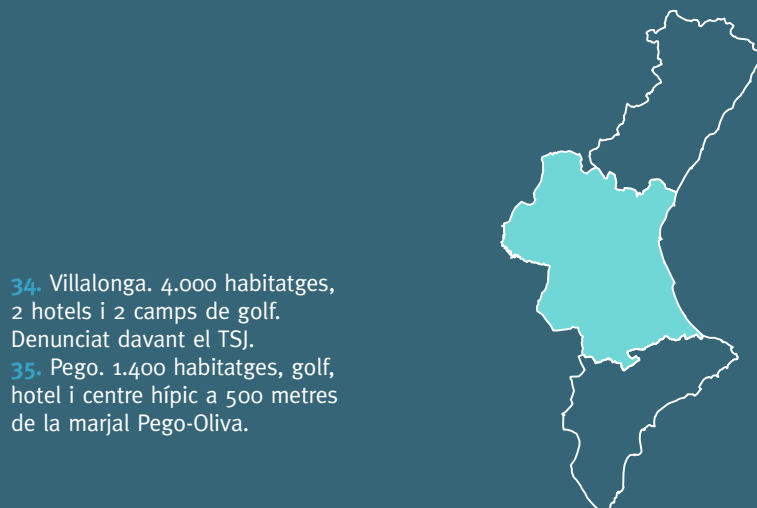 34. Villalonga. 4.000 habitatges,
2 hotels i 2 camps de golf.
Denunciat davant el TSJ.
35. Pego. 1.400 habitatges, golf,
hotel i centre hípic a 500 metres
de la marjal Pego-Oliva.